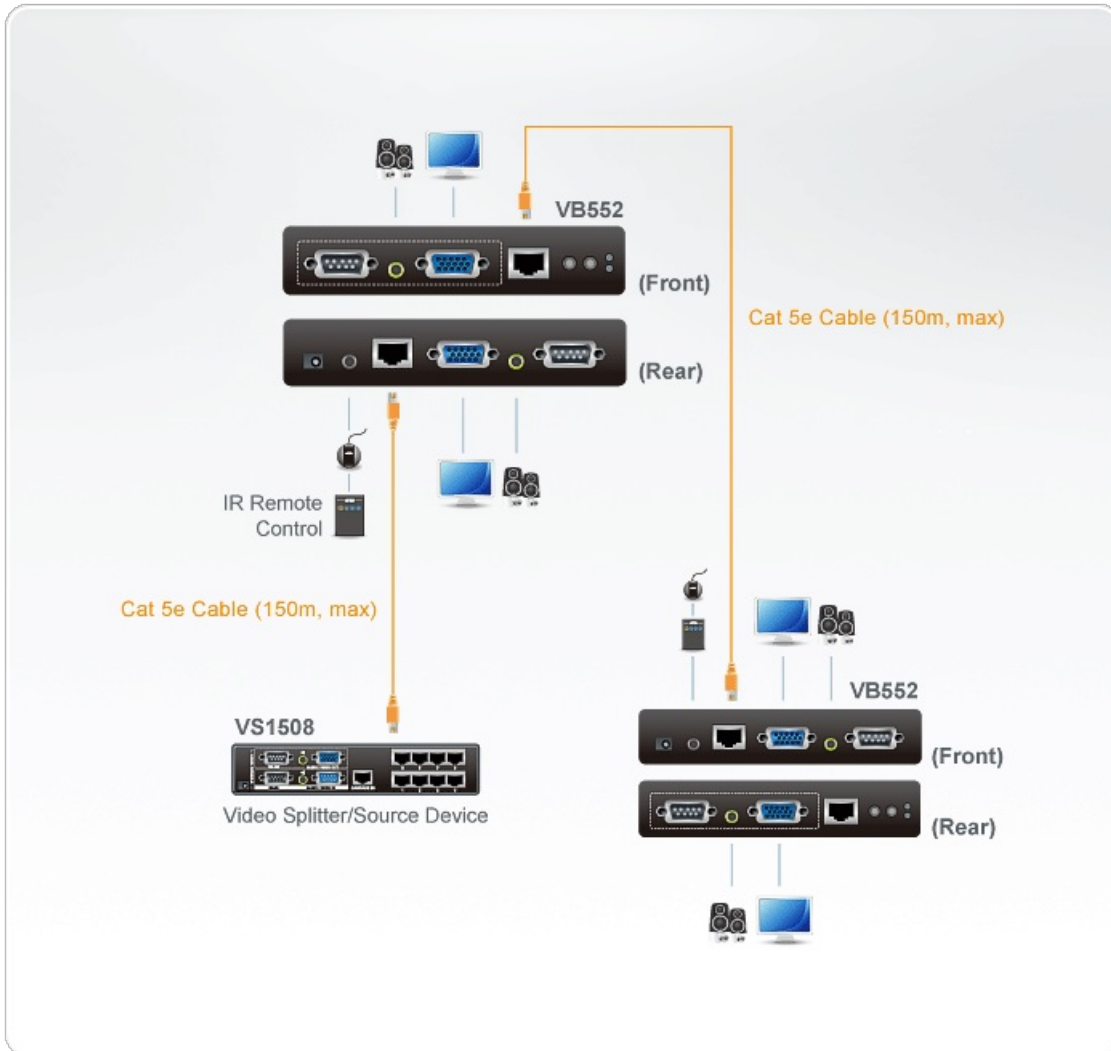 VB552
(Front)
Cat 5e Cable (150m, max)
(Rear)
IR Remote
Control
Cat 5e Cable (150m, max)
VS1508
Video Splitter/Source Device
VB552
(Front)
(Rear)